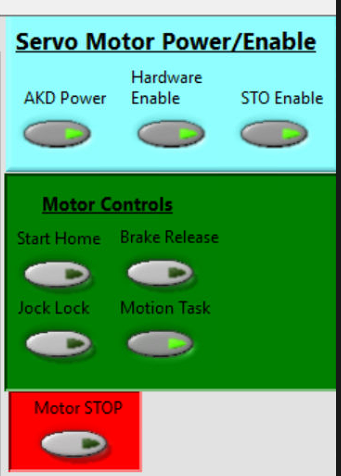 Servo Motor Power/Enable
Hardware
AKD Power Enable STO Enable
Motor Controls
Start Home Brake Release
Jock Lock Motion Task
Motor STOP